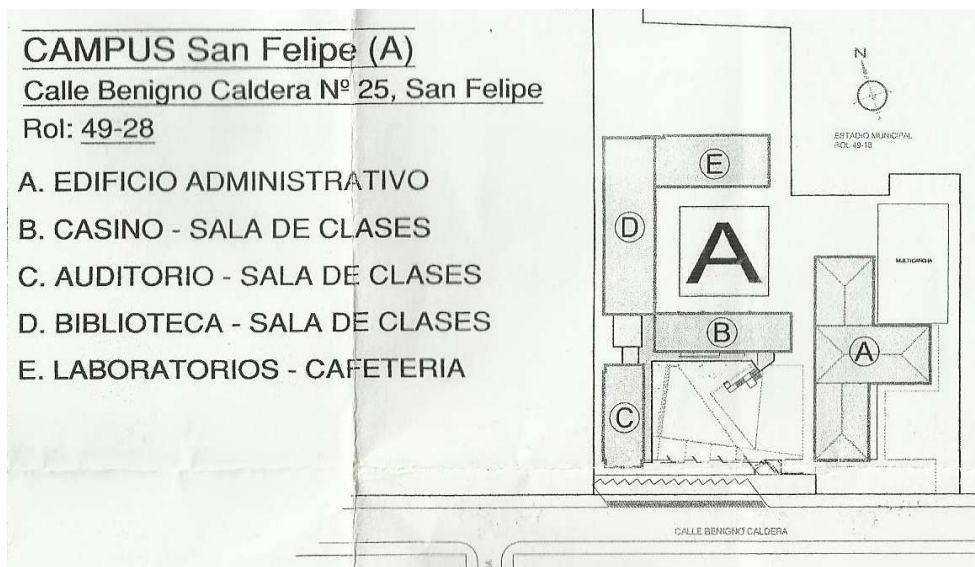 CAMPUS San Felipe (A)
Calle Benigno Caldera Nº 25, San Felipe
Rol: 49-28
A. EDIFICIO ADMINISTRATIVO
B. CASINO - SALA DE CLASES
C. AUDITORIO - SALA DE CLASES
D. BIBLIOTECA - SALA DE CLASES
E. LABORATORIOS - CAFETERIA
N
ESTADIO MUNICIPAL
ROL 49-18
E
D
A
MULTICANCHA
B
A
C
CALLE BENIGNO CALDERA